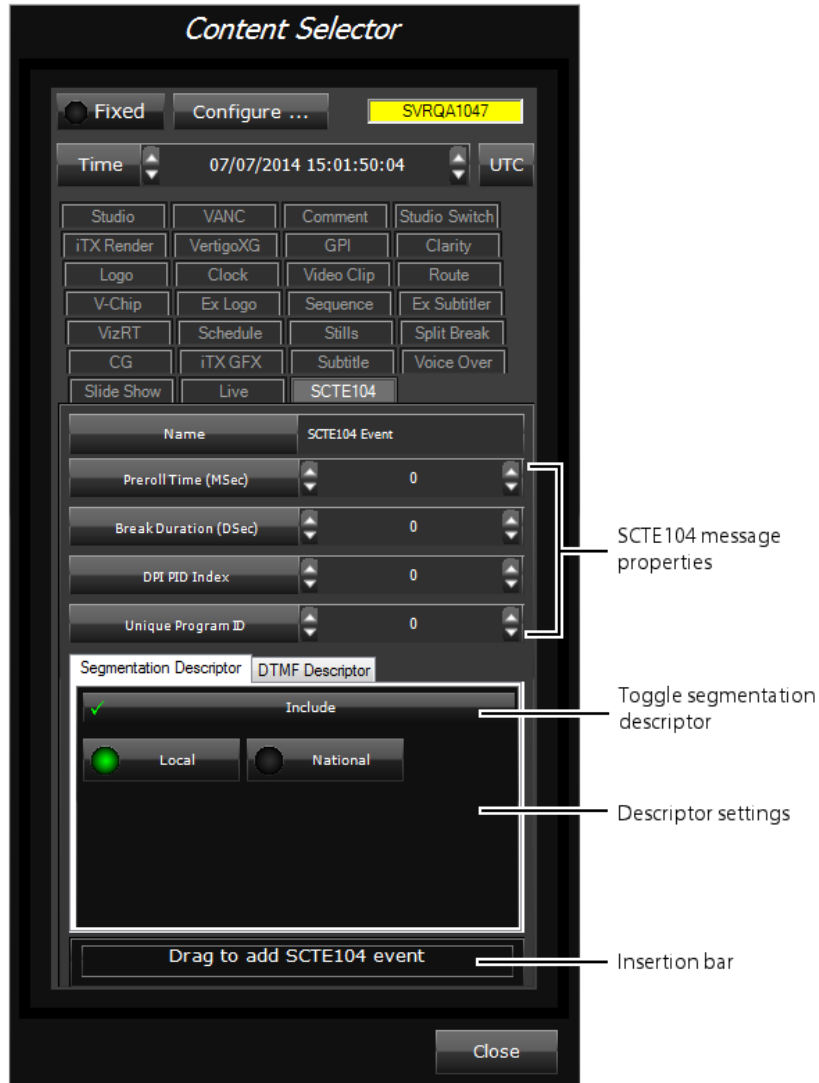 Content Selector
Fixed
Configure ...
SVRQA1047
Time
07/07/2014 15:01:50:04
UTC
Studio
VANC
Comment
Studio Switch
iTX Render
VertigoXG
GPI
Clarity
Logo
Clock
Video Clip
Route
V-Chip
Ex Logo
Sequence
Ex Subtitler
VizRT
Schedule
Stills
Split Break
CG
iTX GFX
Subtitle
Voice Over
Slide Show
Live
SCTE104
Name
SCTE104 Event
Preroll Time (MSec)
0
Break Duration (DSec)
0
DPI PID Index
0
Unique Program ID
0
SCTE104 message
properties
Segmentation Descriptor
DTMF Descriptor
Include
Toggle segmentation
descriptor
Local
National
Descriptor settings
Drag to add SCTE104 event
Insertion bar
Close